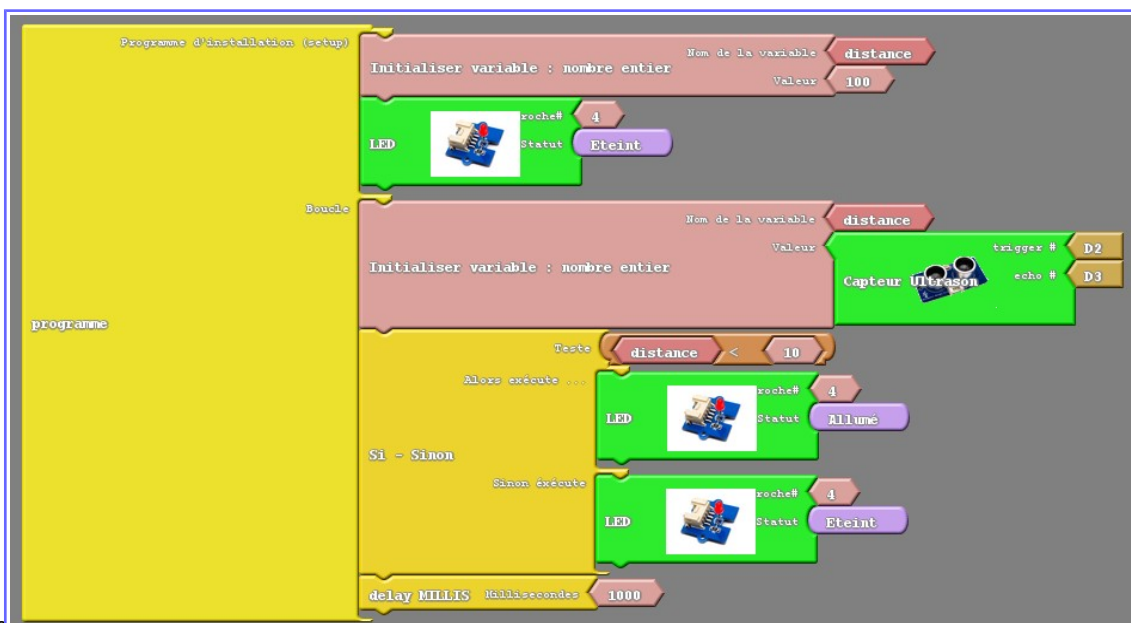 Programme d'installation (setup)
Initialiser variable : nombre entier
Nom de la variable distance
Valeur 100
LED
roche# 4
Statut Eteint
Boucle
Initialiser variable : nombre entier
Nom de la variable distance
Valeur
Capteur Ultrason
trigger # D2
echo # D3
programme
Si - Sinon
Teste distance < 10
Alors exécute ...
LED
roche# 4
Statut Allumé
Sinon éxécute
LED
roche# 4
Statut Eteint
delay MILLIS Millisecondes 1000